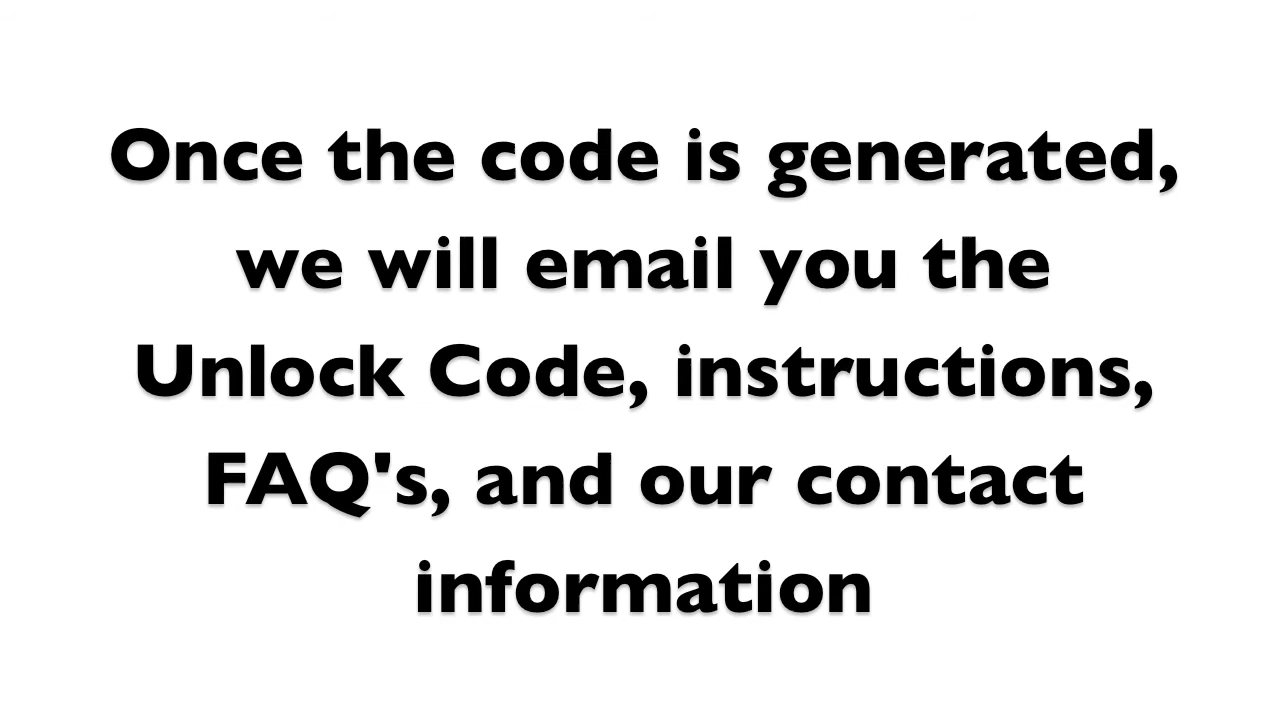 Once the code is generated,
we will email you the
Unlock Code, instructions,
FAQ's, and our contact
information